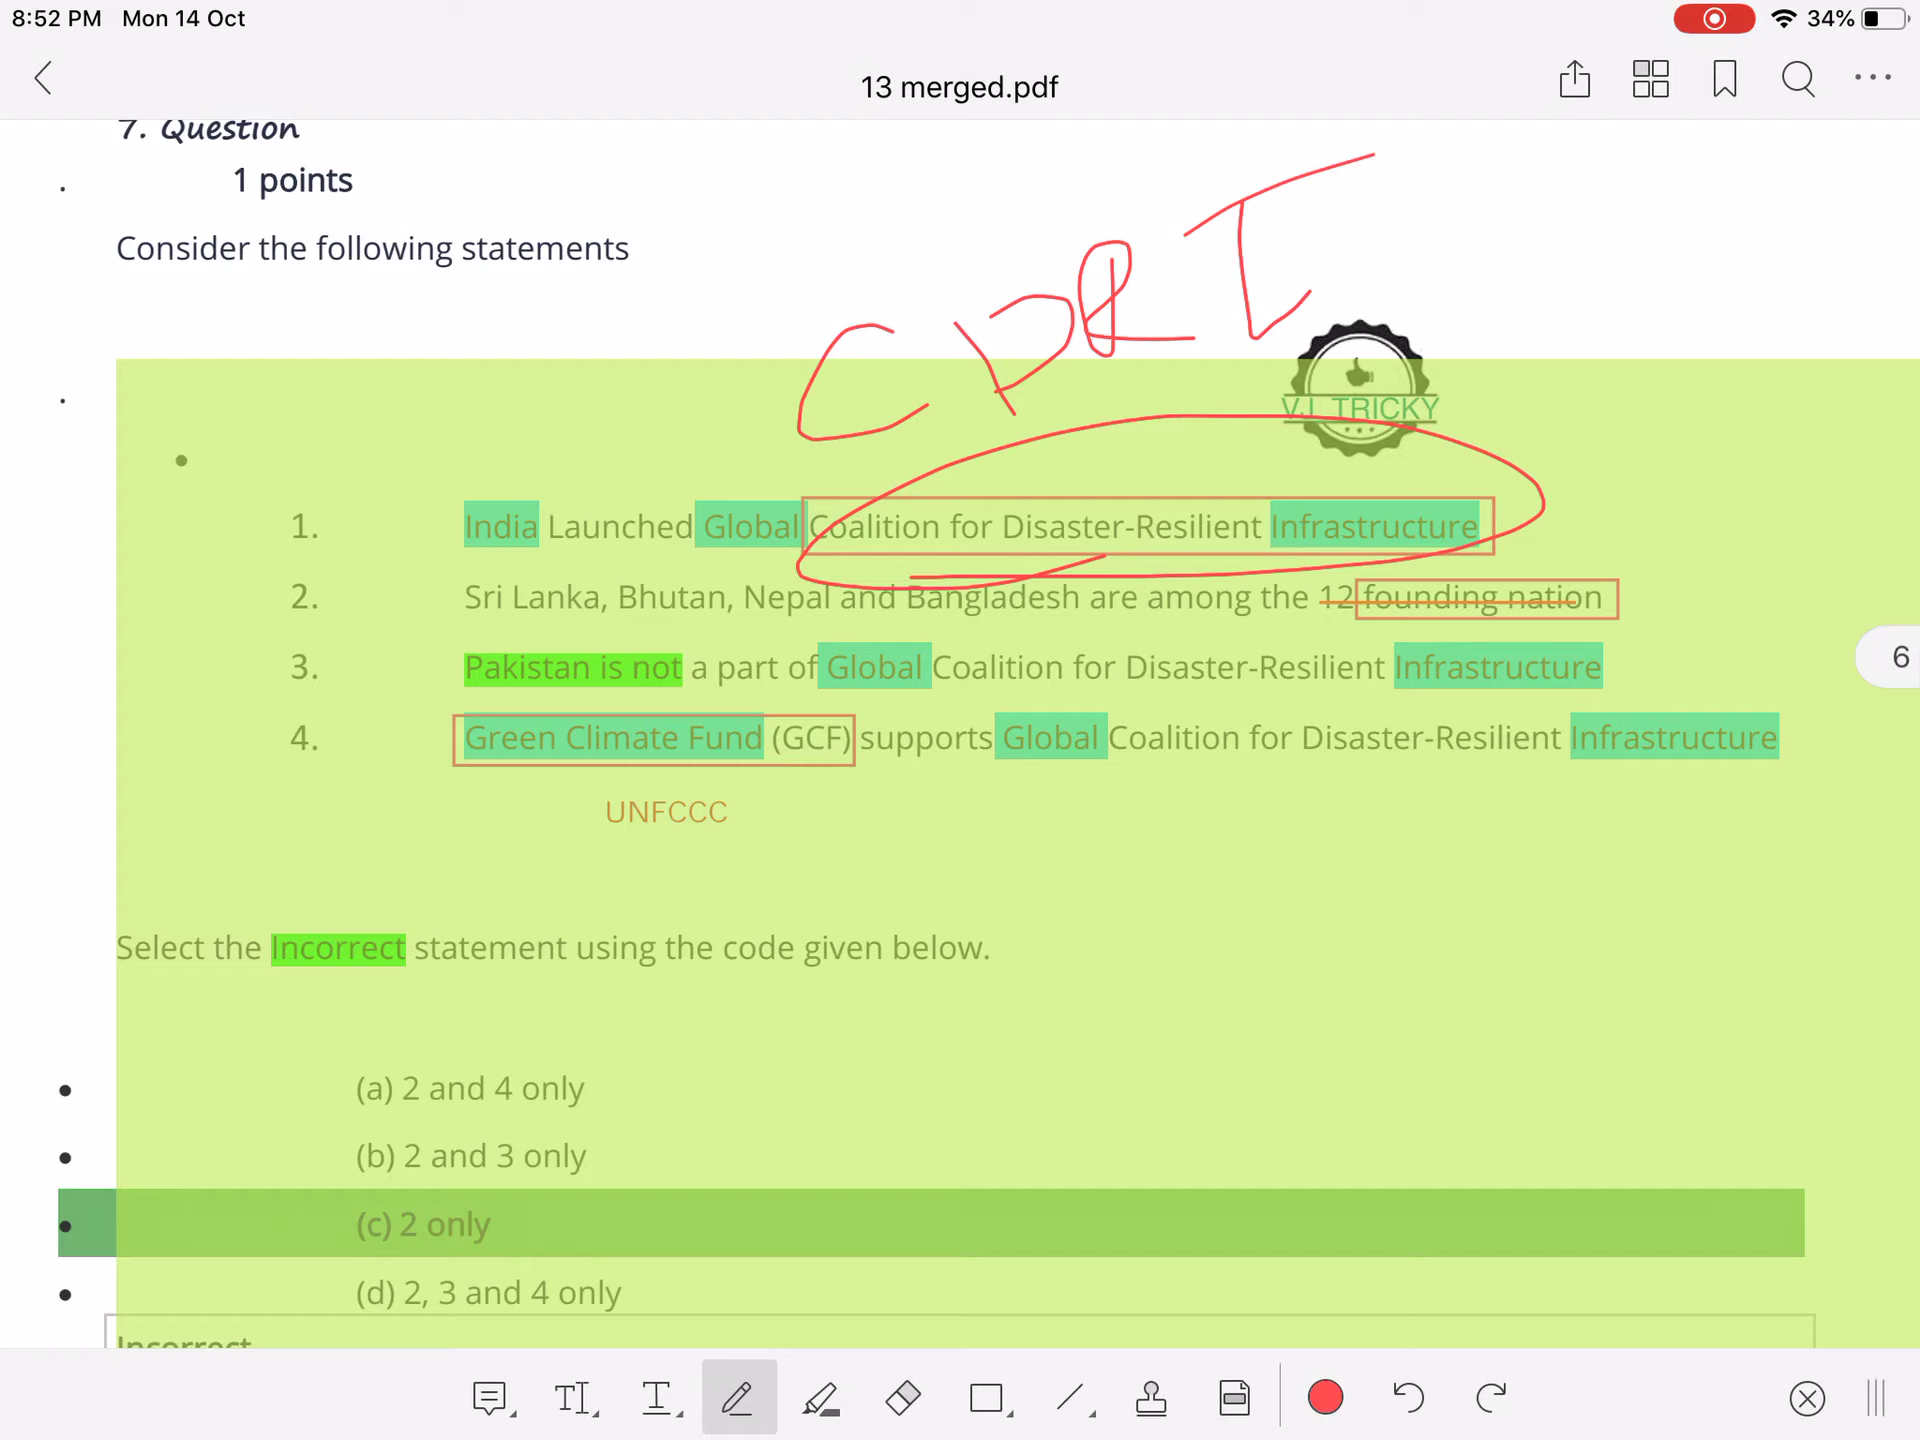 8:52 PM Mon 14 Oct
34%
13 merged.pdf
7. Question
1 points
Consider the following statements
CDRI
V.I. TRICKY
1. India Launched Global Coalition for Disaster-Resilient Infrastructure
2. Sri Lanka, Bhutan, Nepal and Bangladesh are among the 12 founding nation
3. Pakistan is not a part of Global Coalition for Disaster-Resilient Infrastructure
6
4. Green Climate Fund (GCF) supports Global Coalition for Disaster-Resilient Infrastructure
UNFCCC
Select the Incorrect statement using the code given below.
(a) 2 and 4 only
(b) 2 and 3 only
(c) 2 only
(d) 2, 3 and 4 only
Incorrect